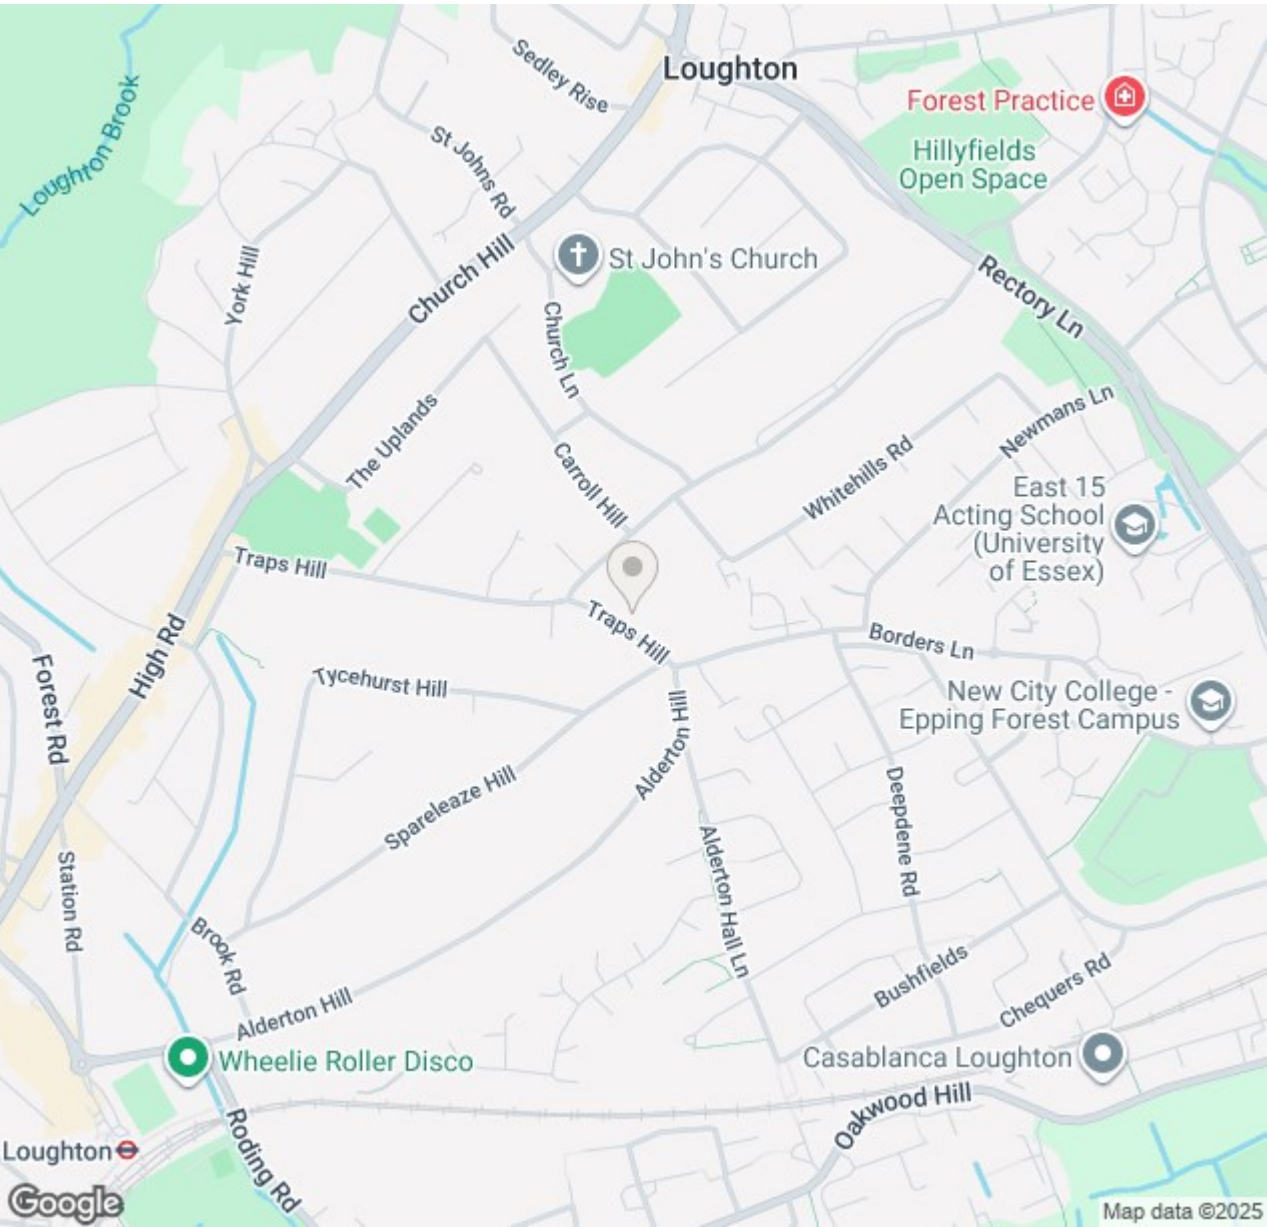 Sedley Rise
Loughton
Forest Practice
Loughton Brook
St Johns Rd
Hillyfields
Open Space
York Hill
Church Hill
St John's Church
Rectory Ln
Church Ln
The Uplands
Newmans Ln
Carroll Hill
Whitehills Rd
East 15
Acting School
(University
of Essex)
Traps Hill
Traps Hill
High Rd
Borders Ln
Forest Rd
Tycehurst Hill
New City College -
Epping Forest Campus
Alderton Hill
Spareleaze Hill
Deepdene Rd
Station Rd
Alderton Hall Ln
Brook Rd
Bushfields
Chequers Rd
Alderton Hill
Wheelie Roller Disco
Casablanca Loughton
Oakwood Hill
Loughton
Roding Rd
Google
Map data ©2025